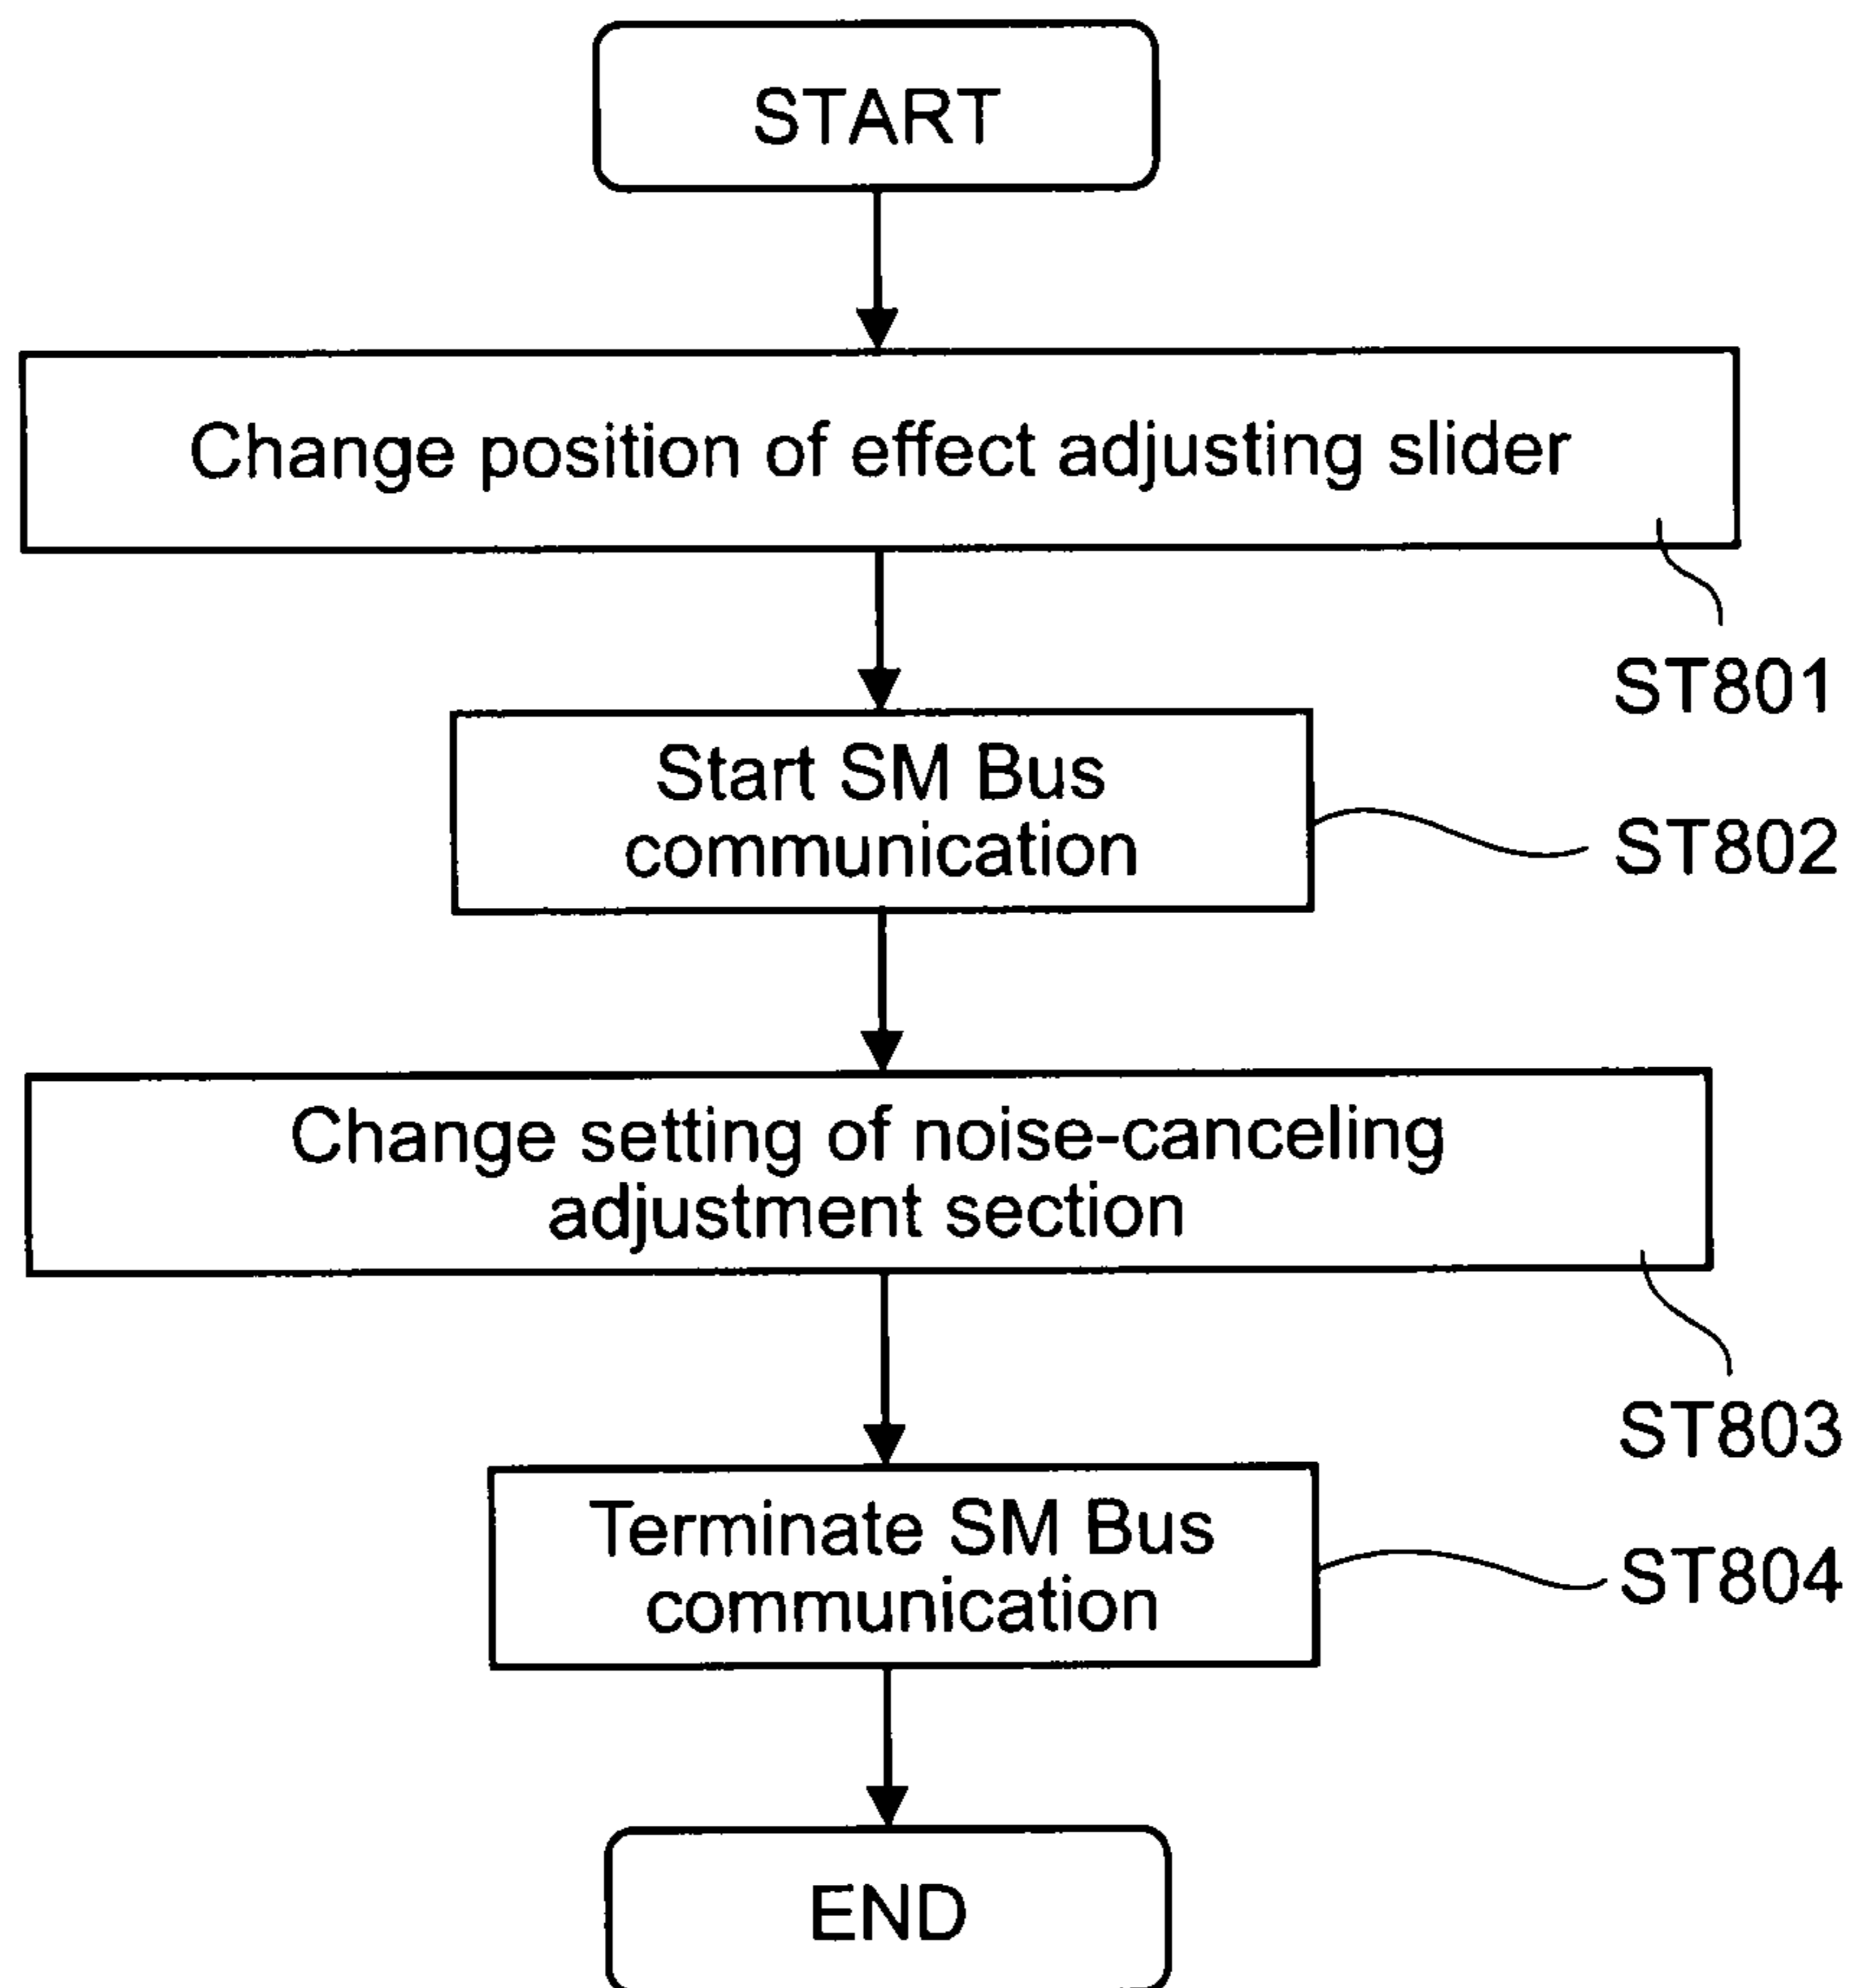 START
Change position of effect adjusting slider
ST801
Start SM Bus
communication
ST802
Change setting of noise-canceling
adjustment section
ST803
Terminate SM Bus
communication
ST804
END